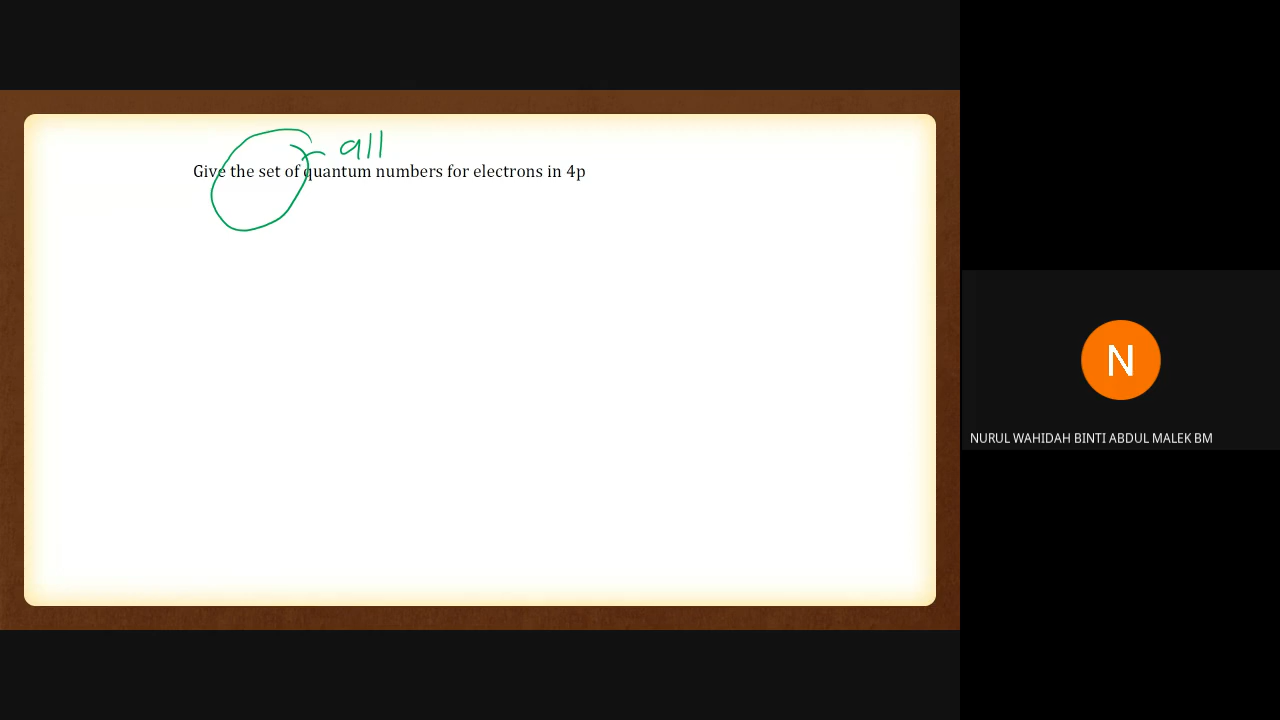 all
Give the set of quantum numbers for electrons in 4p
N
NURUL WAHIDAH BINTI ABDUL MALEK BM